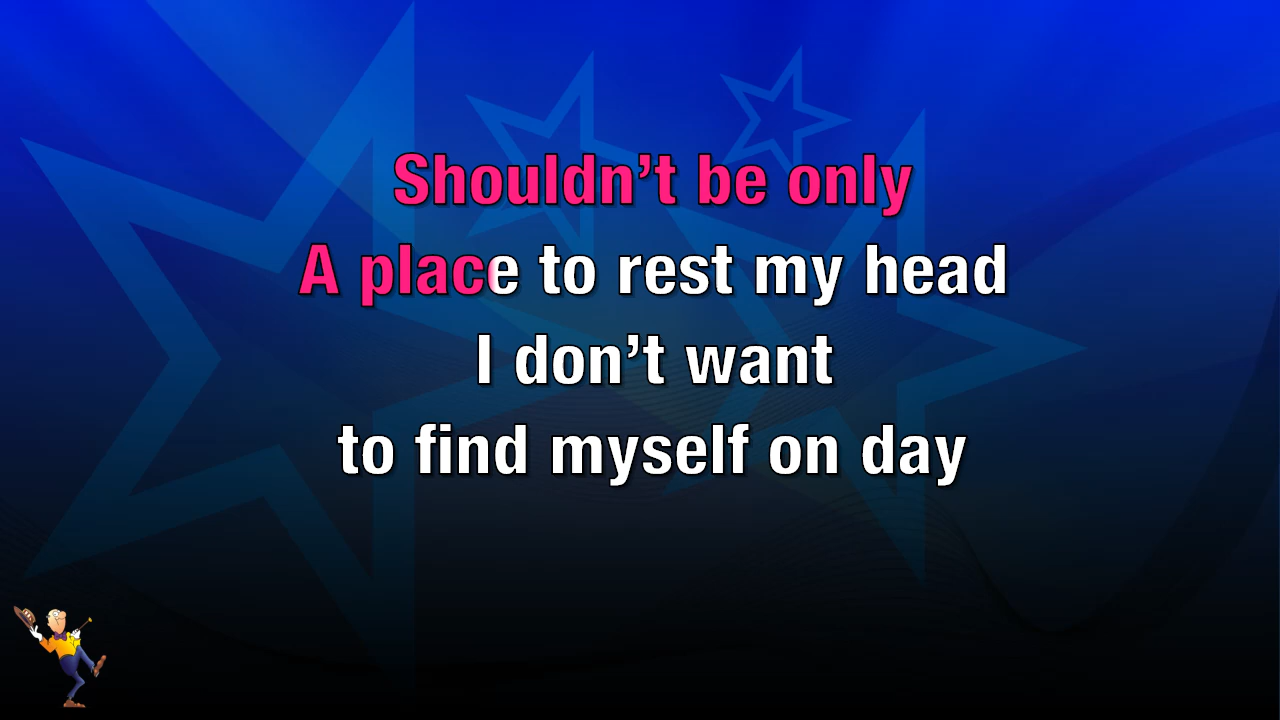 Shouldn’t be only
A place to rest my head
I don’t want
to find myself on day